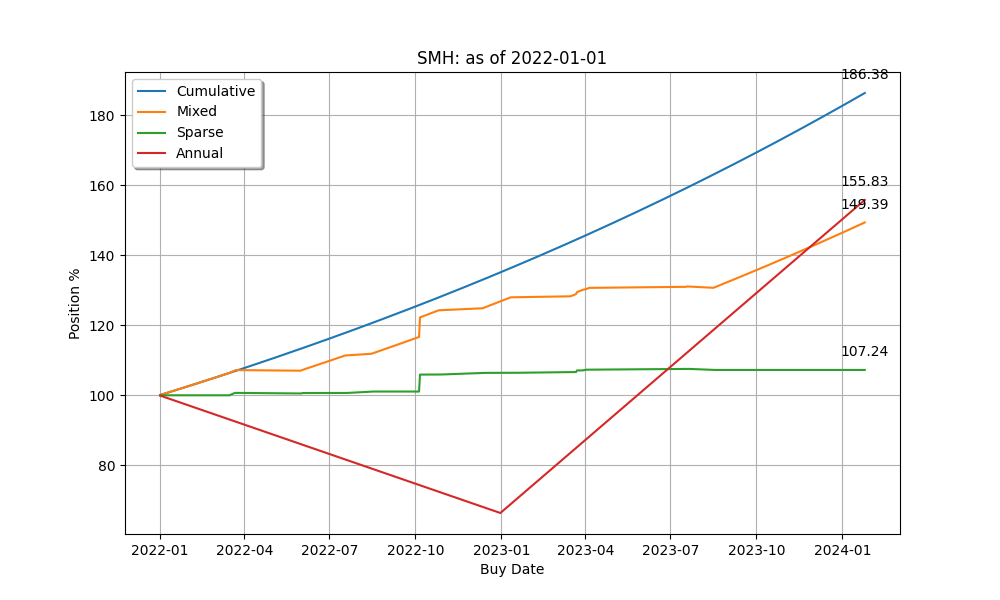 SMH: as of 2022-01-01
Cumulative
Mixed
Sparse
Annual
186.38
155.83
149.39
107.24
180
160
140
120
100
80
Position %
2022-01 2022-04 2022-07 2022-10 2023-01 2023-04 2023-07 2023-10 2024-01
Buy Date